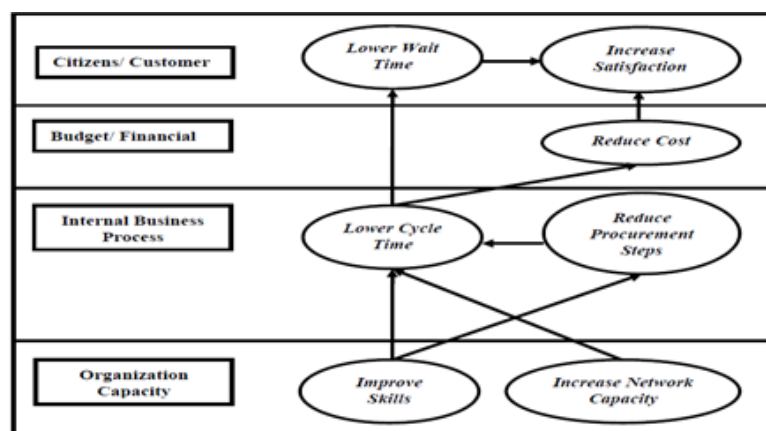 Citizens/ Customer
Lower Wait
Time
Increase
Satisfaction
Budget/ Financial
Reduce Cost
Internal Business
Process
Lower Cycle
Time
Reduce
Procurement
Steps
Organization
Capacity
Improve
Skills
Increase Network
Capacity